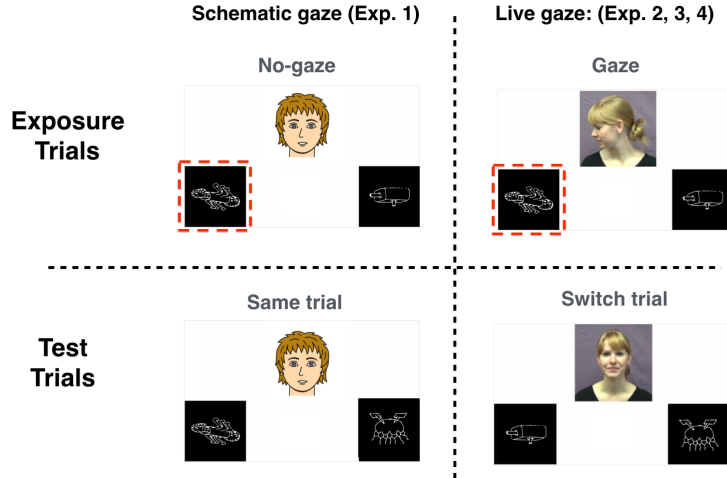 Schematic gaze (Exp. 1)
Live gaze: (Exp. 2, 3, 4)
No-gaze
Gaze
Exposure
Trials
Same trial
Switch trial
Test
Trials